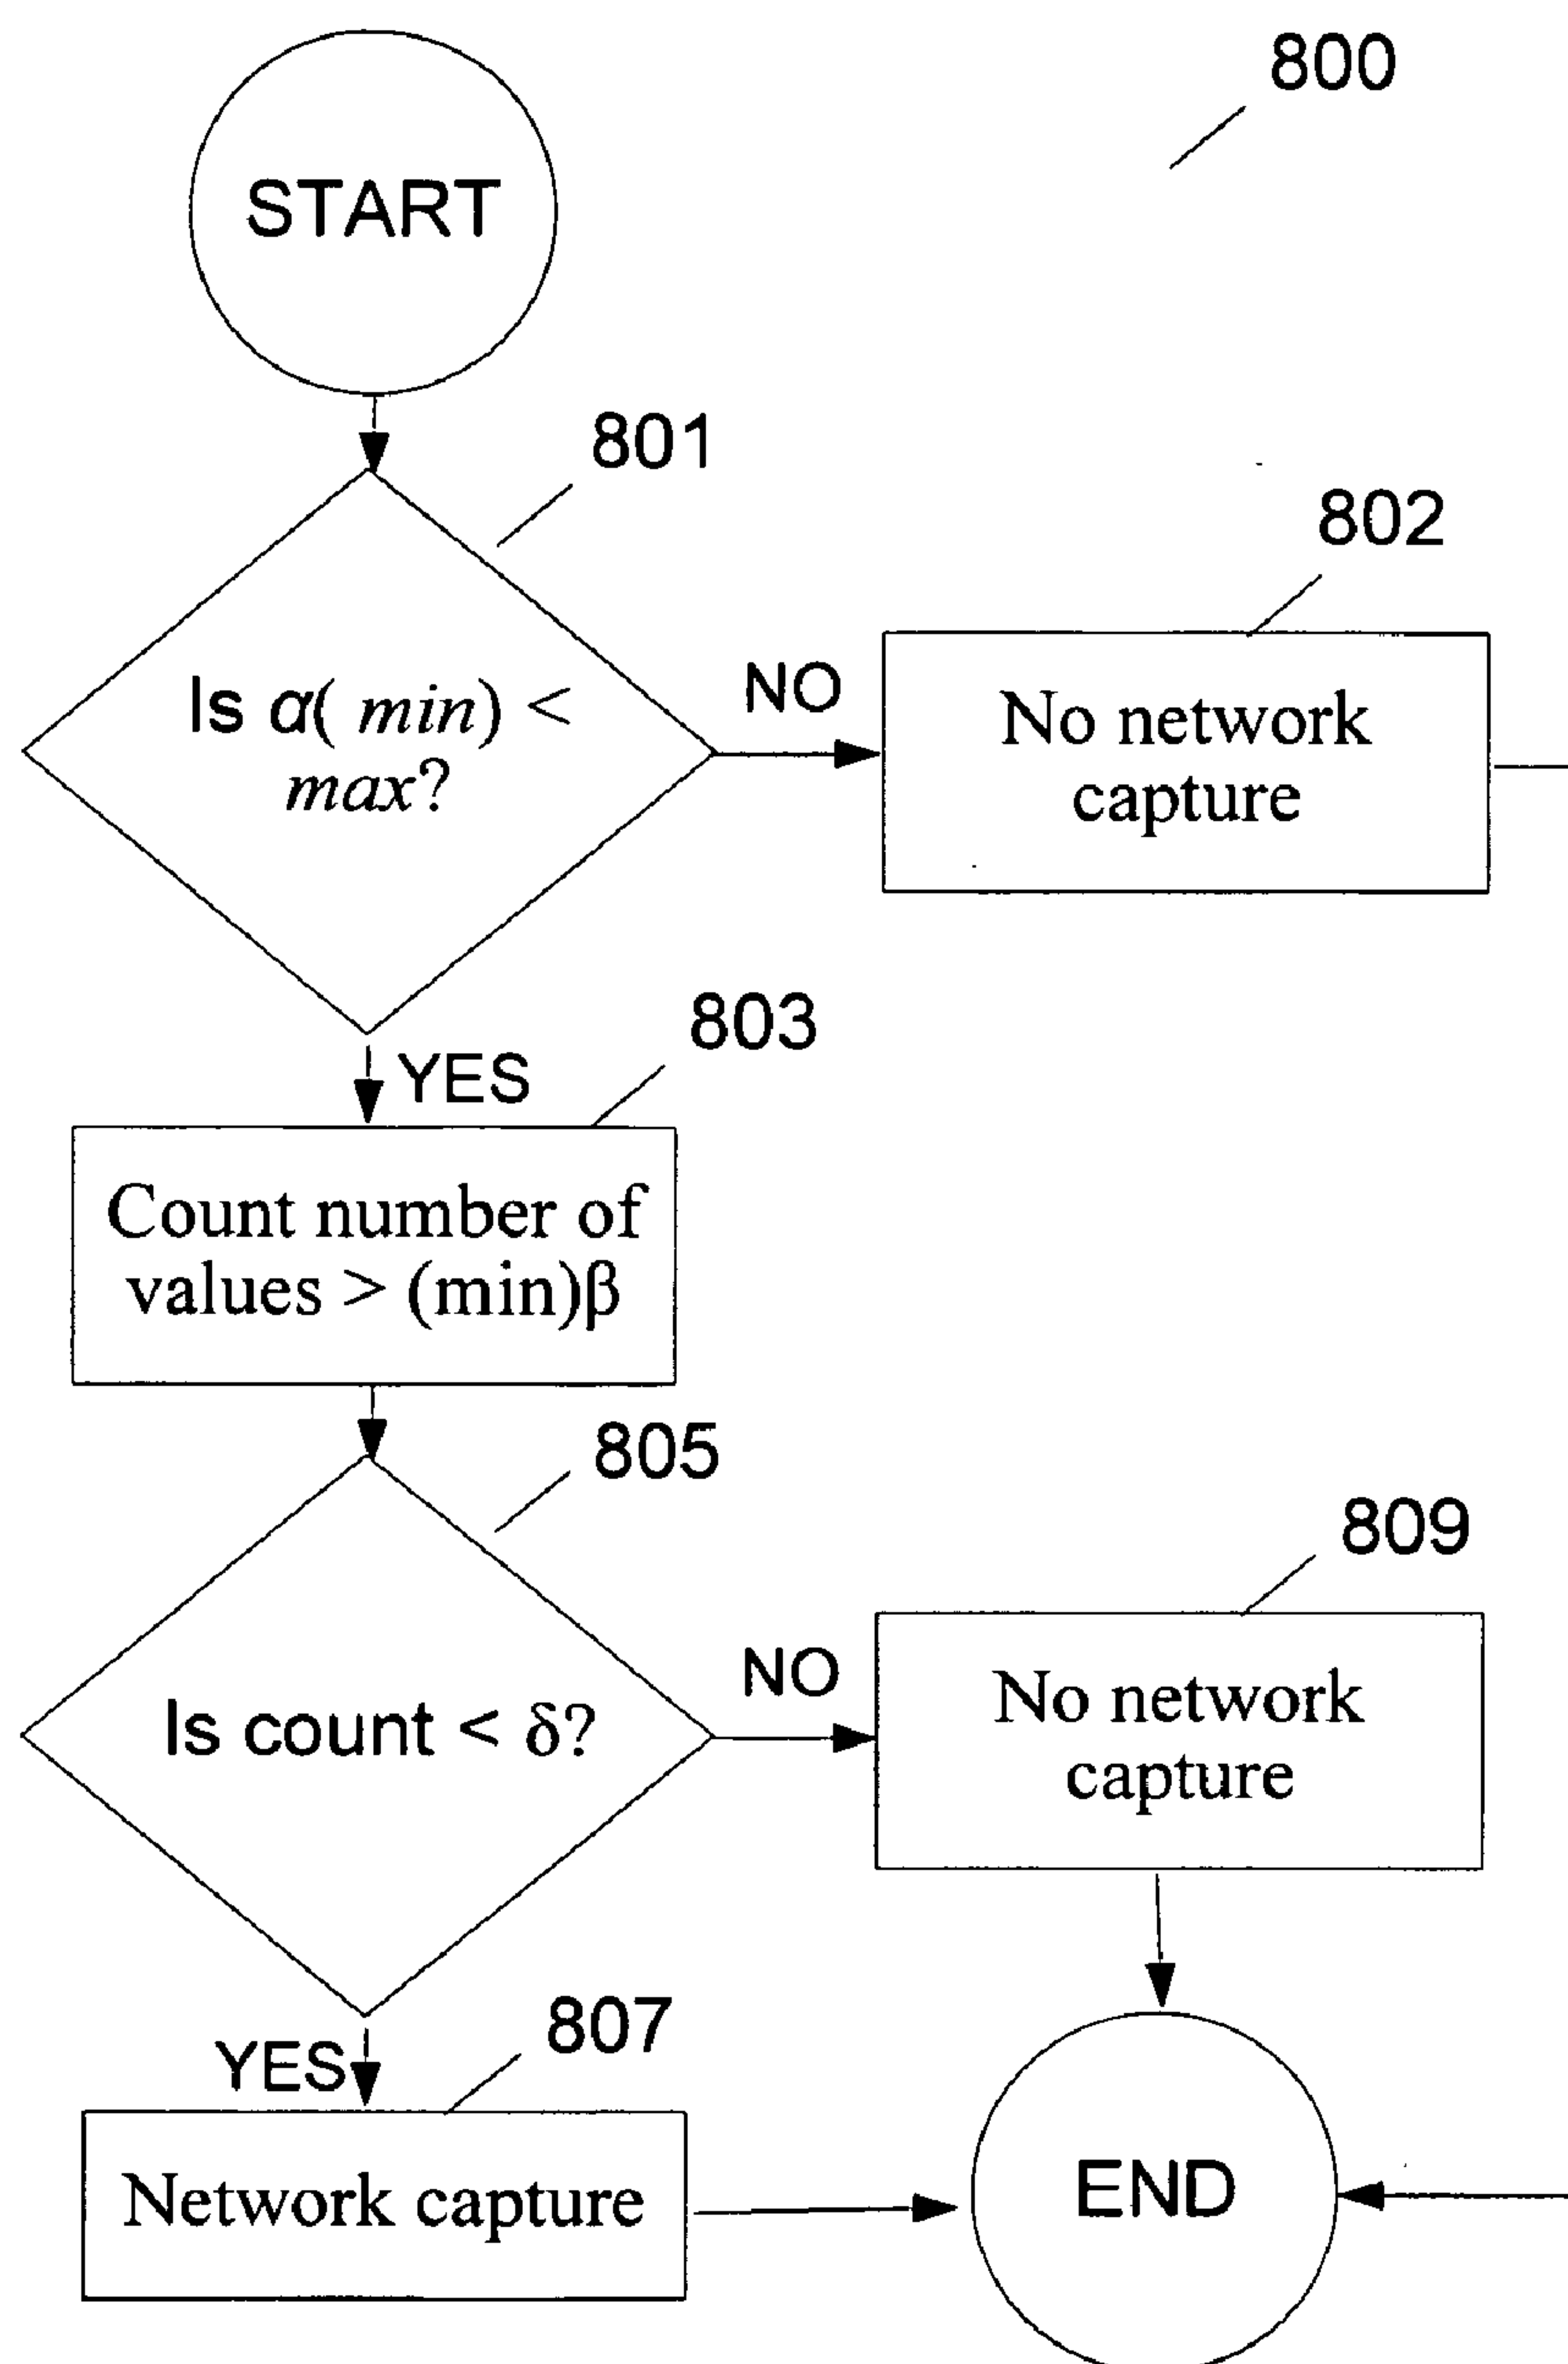 800
START
801
Is α( min) <
max?
NO
802
No network
capture
YES
803
Count number of
values > (min)β
805
Is count < δ?
NO
809
No network
capture
YES
807
Network capture
END